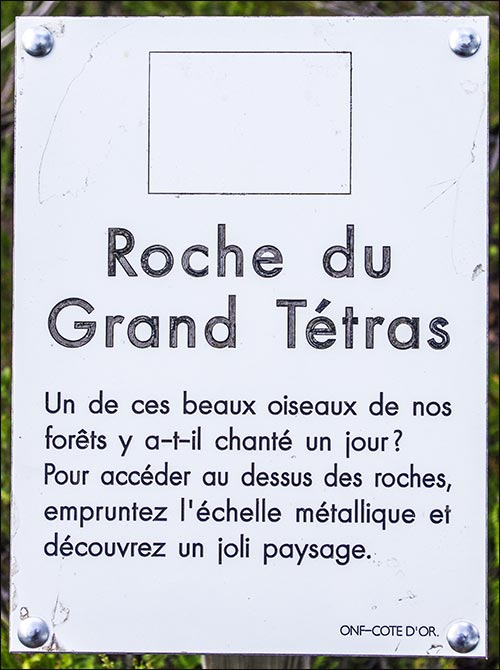 Roche du
Grand Tétras
Un de ces beaux oiseaux de nos
forêts y a-t-il chanté un jour?
Pour accéder au dessus des roches,
empruntez l'échelle métallique et
découvrez un joli paysage.
ONF-COTE D'OR.